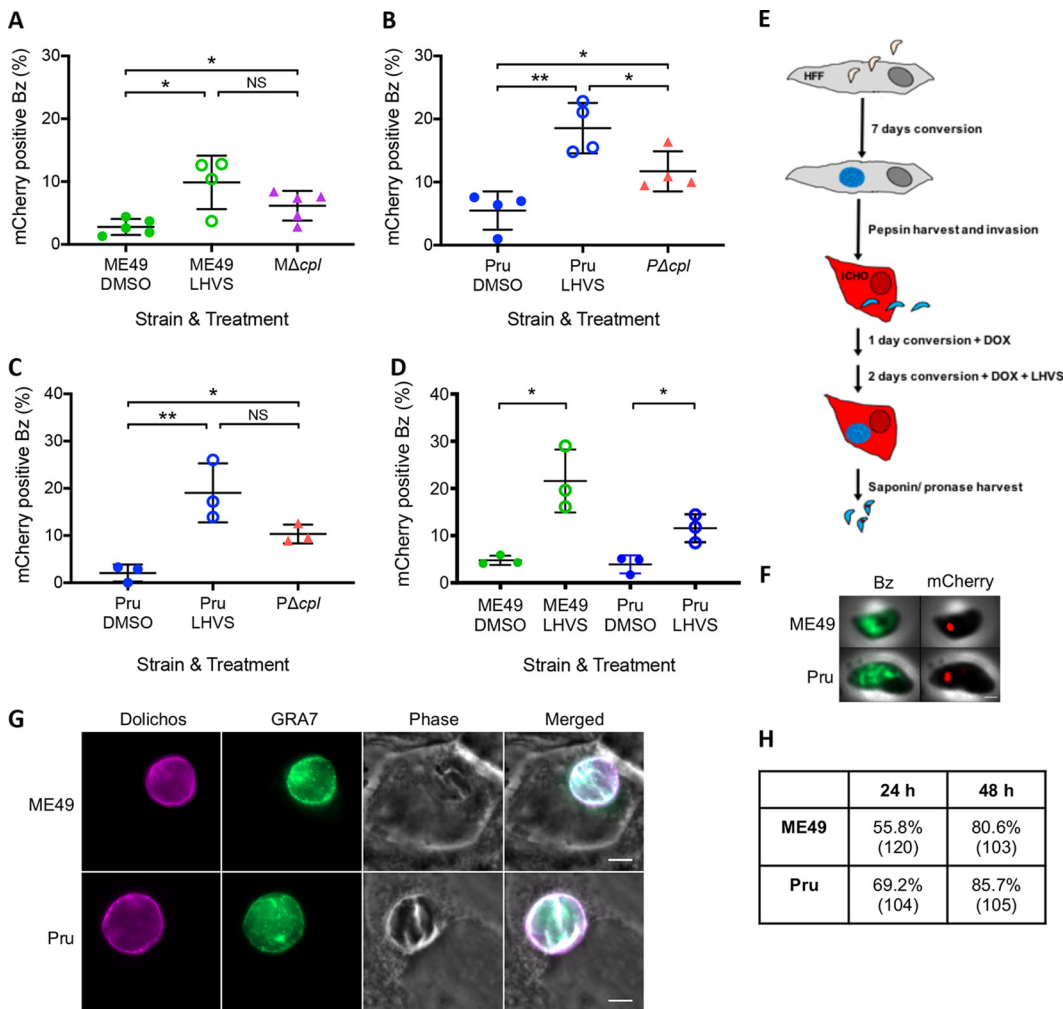 A
mCherry positive Bz (%)
30
20
10
0
*
*
NS
ME49
DMSO
ME49
LHVS
MΔcpl
Strain & Treatment
B
mCherry positive Bz (%)
30
20
10
0
*
**
*
Pru
DMSO
Pru
LHVS
PΔcpl
Strain & Treatment
C
mCherry positive Bz (%)
40
30
20
10
0
*
**
NS
Pru
DMSO
Pru
LHVS
PΔcpl
Strain & Treatment
D
mCherry positive Bz (%)
40
30
20
10
0
*
*
ME49
DMSO
ME49
LHVS
Pru
DMSO
Pru
LHVS
Strain & Treatment
E
HFF
7 days conversion
Pepsin harvest and invasion
iCHO
1 day conversion + DOX
2 days conversion + DOX + LHVS
Saponin/ pronase harvest
F
Bz mCherry
ME49
Pru
G
Dolichos GRA7 Phase Merged
ME49
Pru
H
24 h 48 h
ME49 55.8% 80.6%
(120) (103)
Pru 69.2% 85.7%
(104) (105)